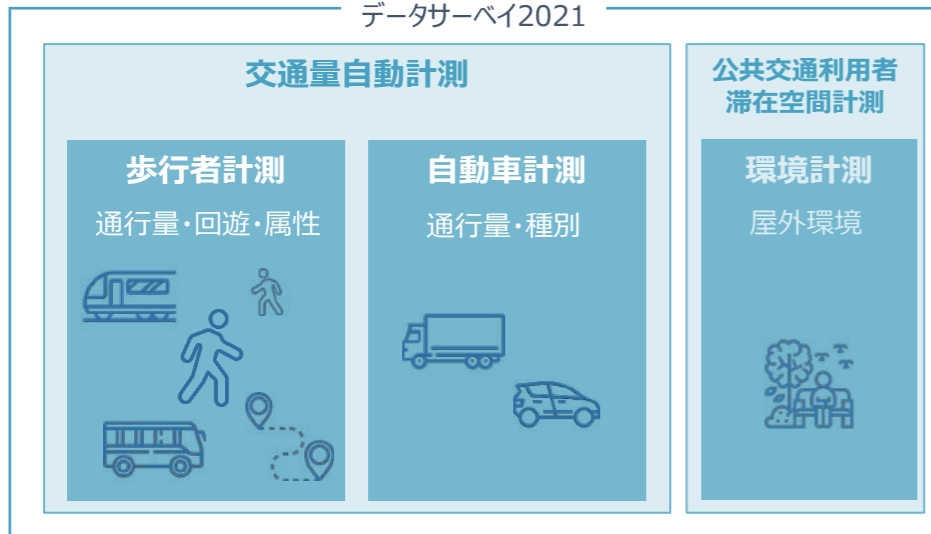 データサーベイ2021
交通量自動計測
歩行者計測
通行量・回遊・属性
自動車計測
通行量・種別
公共交通利用者
滞在空間計測
環境計測
屋外環境